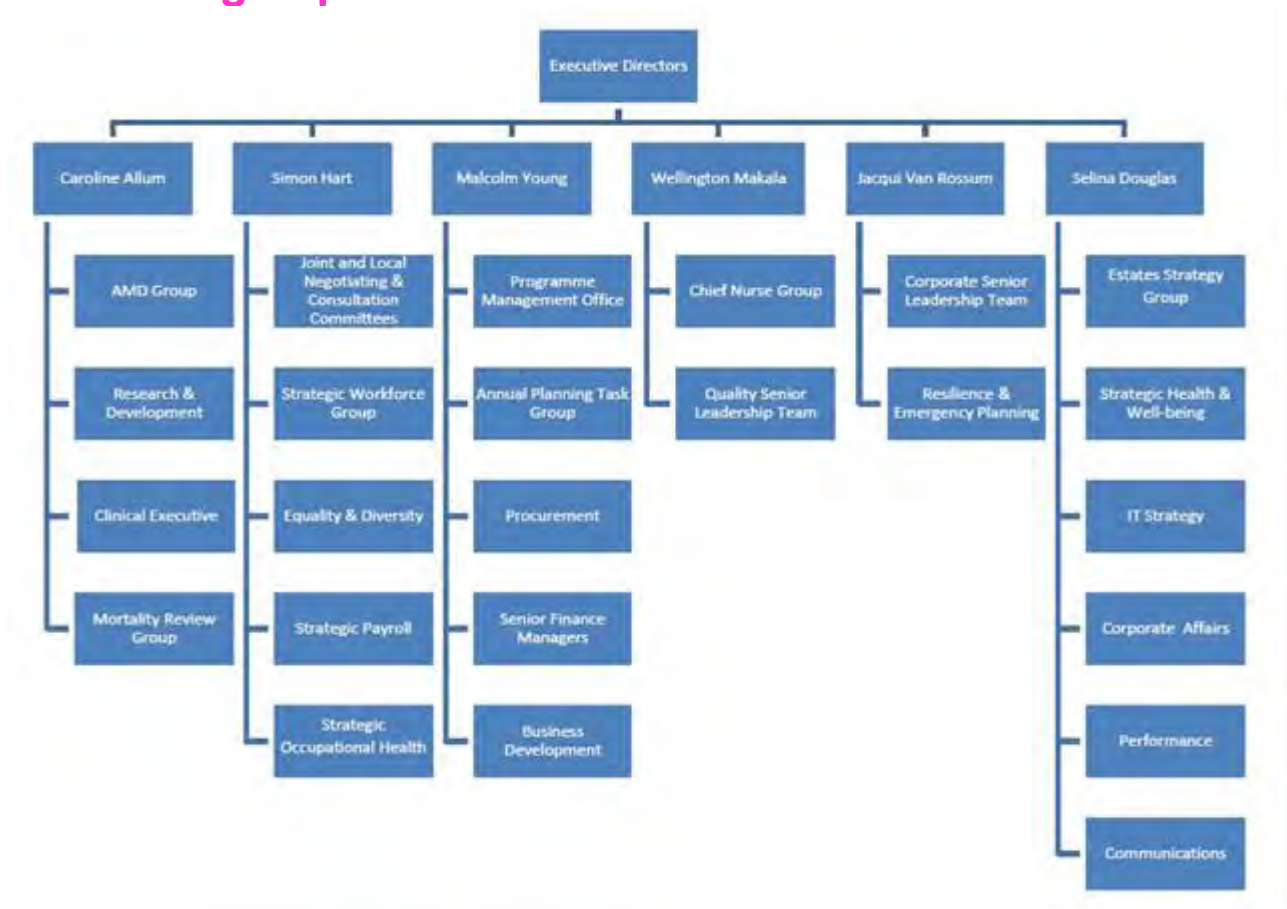 Executive Directors
Caroline Allum
AMD Group
Research &
Development
Clinical Executive
Mortality Review
Group
Simon Hart
Joint and Local
Negotiating &
Consultation
Committees
Strategic Workforce
Group
Equality & Diversity
Strategic Payroll
Strategic
Occupational Health
Malcolm Young
Programme
Management Office
Annual Planning Task
Group
Procurement
Senior Finance
Managers
Business
Development
Wellington Makala
Chief Nurse Group
Quality Senior
Leadership Team
Jacqui Van Rossum
Corporate Senior
Leadership Team
Resilience &
Emergency Planning
Selina Douglas
Estates Strategy
Group
Strategic Health &
Well-being
IT Strategy
Corporate Affairs
Performance
Communications